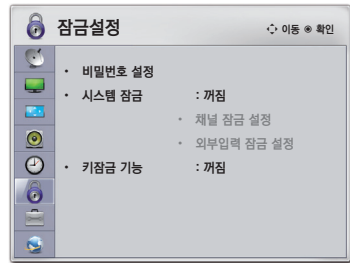 잠금설정
이동 ⊙ 확인
• 비밀번호 설정
• 시스템 잠금 : 꺼짐
• 채널 잠금 설정
• 외부입력 잠금 설정
• 키잠금 기능 : 꺼짐